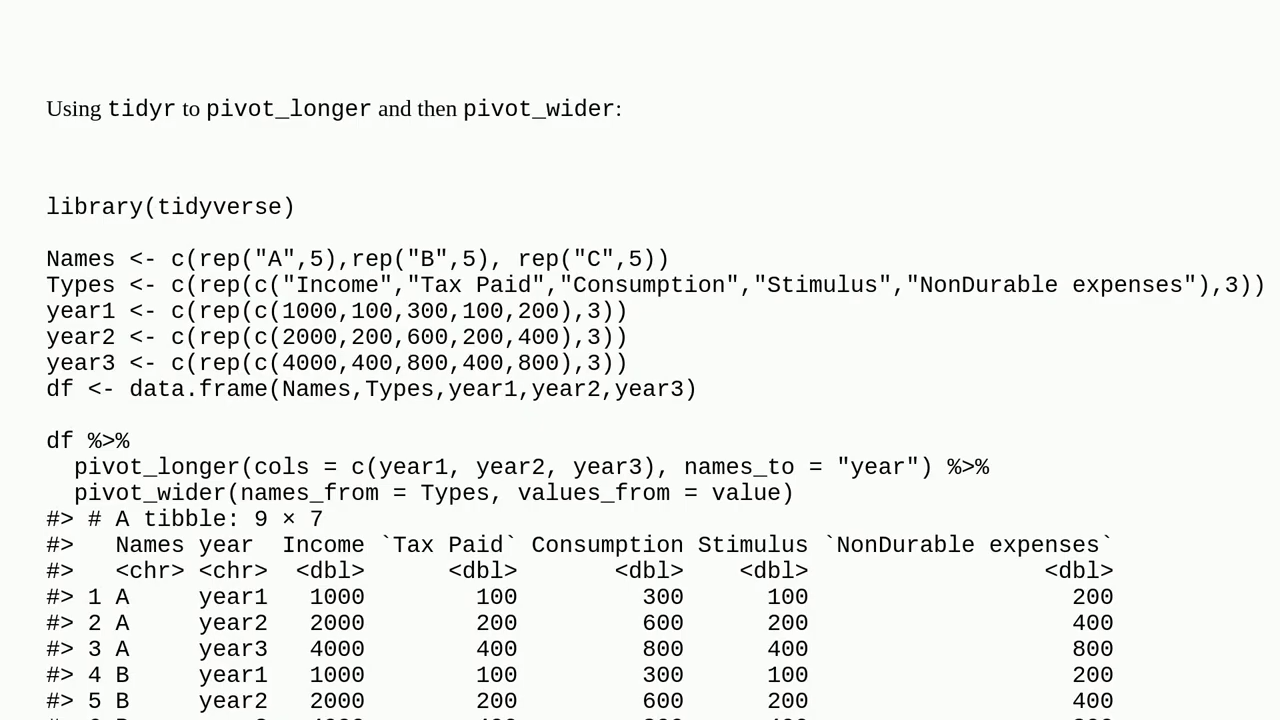 Using tidyr to pivot_longer and then pivot_wider:
library(tidyverse)
Names <- c(rep("A",5),rep("B",5), rep("C",5))
Types <- c(rep(c("Income","Tax Paid","Consumption","Stimulus","NonDurable expenses"),3))
year1 <- c(rep(c(1000,100,300,100,200),3))
year2 <- c(rep(c(2000,200,600,200,400),3))
year3 <- c(rep(c(4000,400,800,400,800),3))
df <- data.frame(Names,Types,year1,year2,year3)
df %>%
  pivot_longer(cols = c(year1, year2, year3), names_to = "year") %>%
  pivot_wider(names_from = Types, values_from = value)
#> # A tibble: 9 × 7
#>   Names year  Income `Tax Paid` Consumption Stimulus `NonDurable expenses`
#>   <chr> <chr>  <dbl>      <dbl>       <dbl>    <dbl>                 <dbl>
#> 1 A     year1   1000        100         300      100                   200
#> 2 A     year2   2000        200         600      200                   400
#> 3 A     year3   4000        400         800      400                   800
#> 4 B     year1   1000        100         300      100                   200
#> 5 B     year2   2000        200         600      200                   400